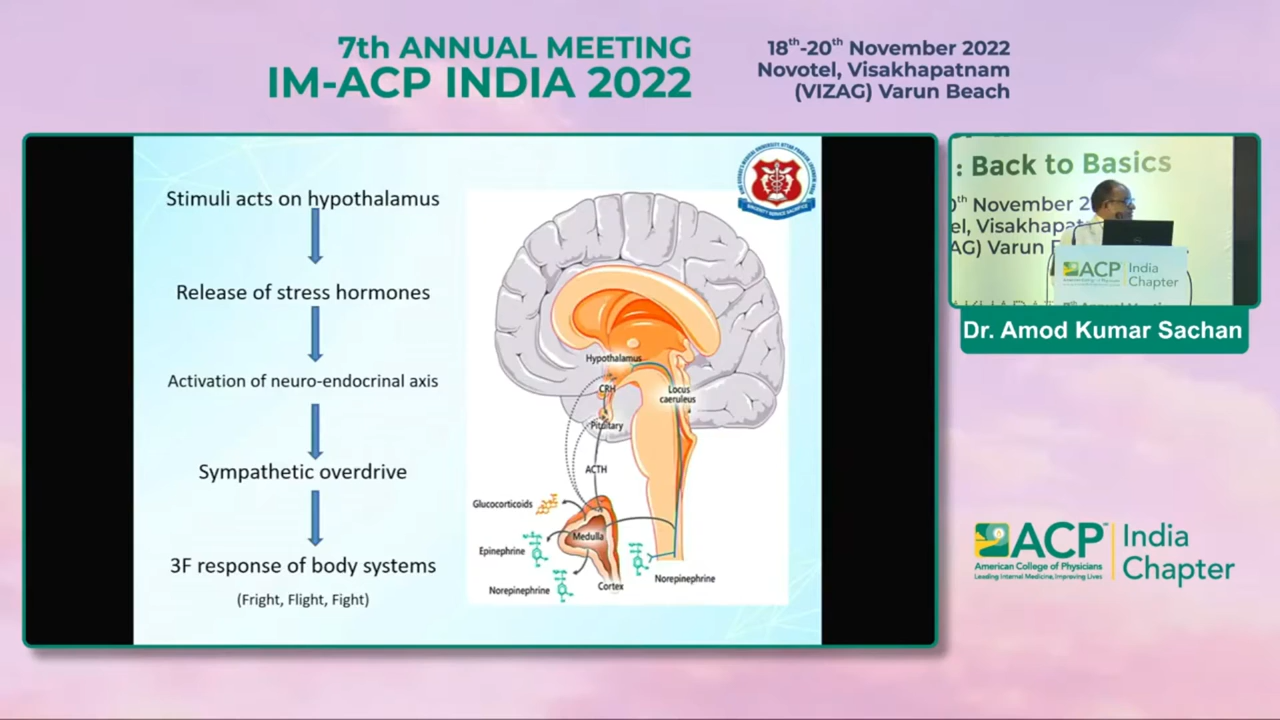 7th ANNUAL MEETING
IM-ACP INDIA 2022
18th-20th November 2022
Novotel, Visakhapatnam
(VIZAG) Varun Beach
Stimuli acts on hypothalamus
Release of stress hormones
Activation of neuro-endocrinal axis
Sympathetic overdrive
3F response of body systems
(Fright, Flight, Fight)
Hypothalamus
CRH
Locus
caeruleus
Pituitary
ACTH
Glucocorticoids
Medulla
Epinephrine
Norepinephrine
Cortex
Norepinephrine
: Back to Basics
th November 2
el, Visakhapat
AG) Varun
ACP India
Chapter
Dr. Amod Kumar Sachan
ACP India
Chapter
American College of Physicians
Leading Internal Medicine, Improving Lives